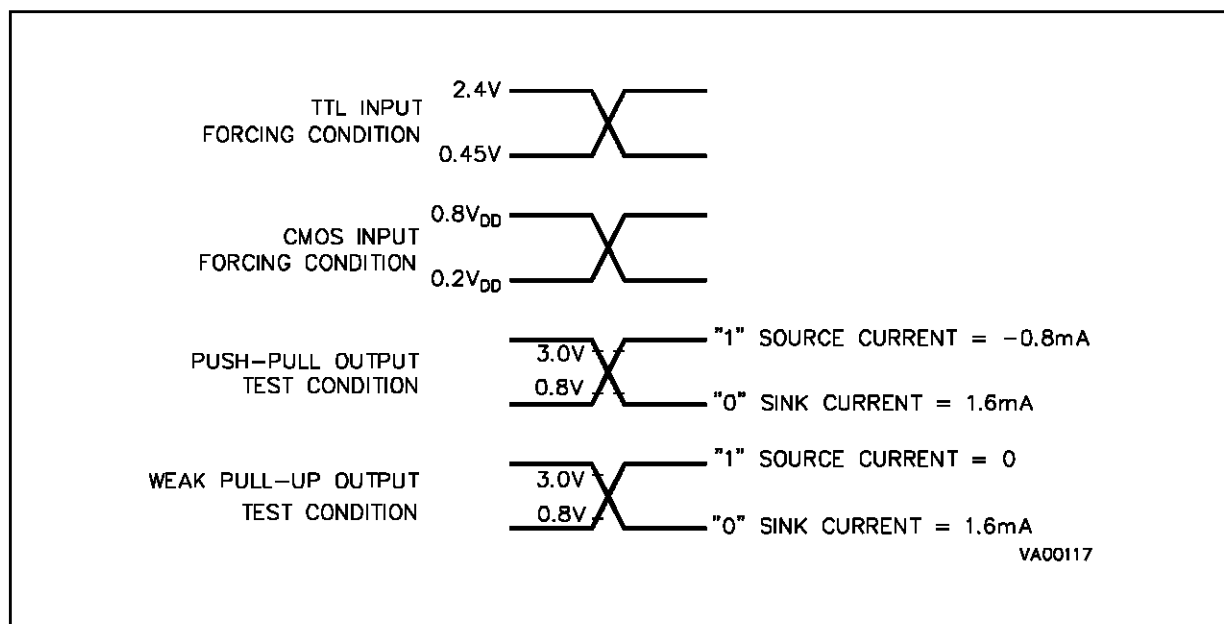 2.4V
TTL INPUT
FORCING CONDITION
0.45V
0.8VDD
CMOS INPUT
FORCING CONDITION
0.2VDD
"1" SOURCE CURRENT = -0.8mA
3.0V
PUSH-PULL OUTPUT
TEST CONDITION
0.8V
"0" SINK CURRENT = 1.6mA
"1" SOURCE CURRENT = 0
3.0V
WEAK PULL-UP OUTPUT
TEST CONDITION
0.8V
"0" SINK CURRENT = 1.6mA
VA00117